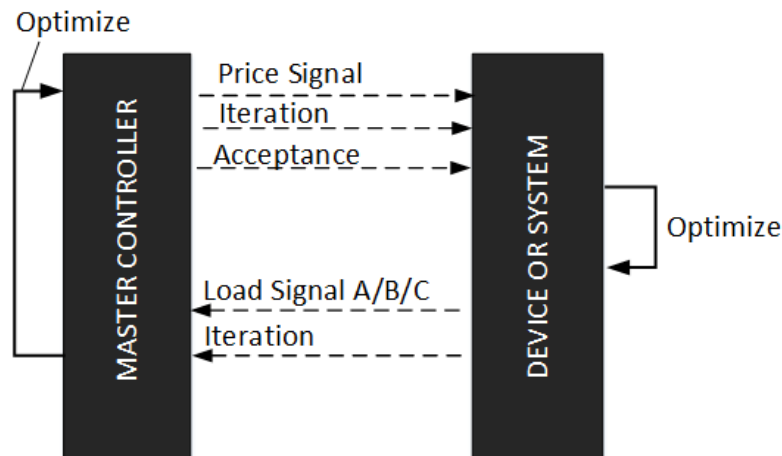 Optimize
Price Signal
Iteration
Acceptance
MASTER CONTROLLER
DEVICE OR SYSTEM
Optimize
Load Signal A/B/C
Iteration